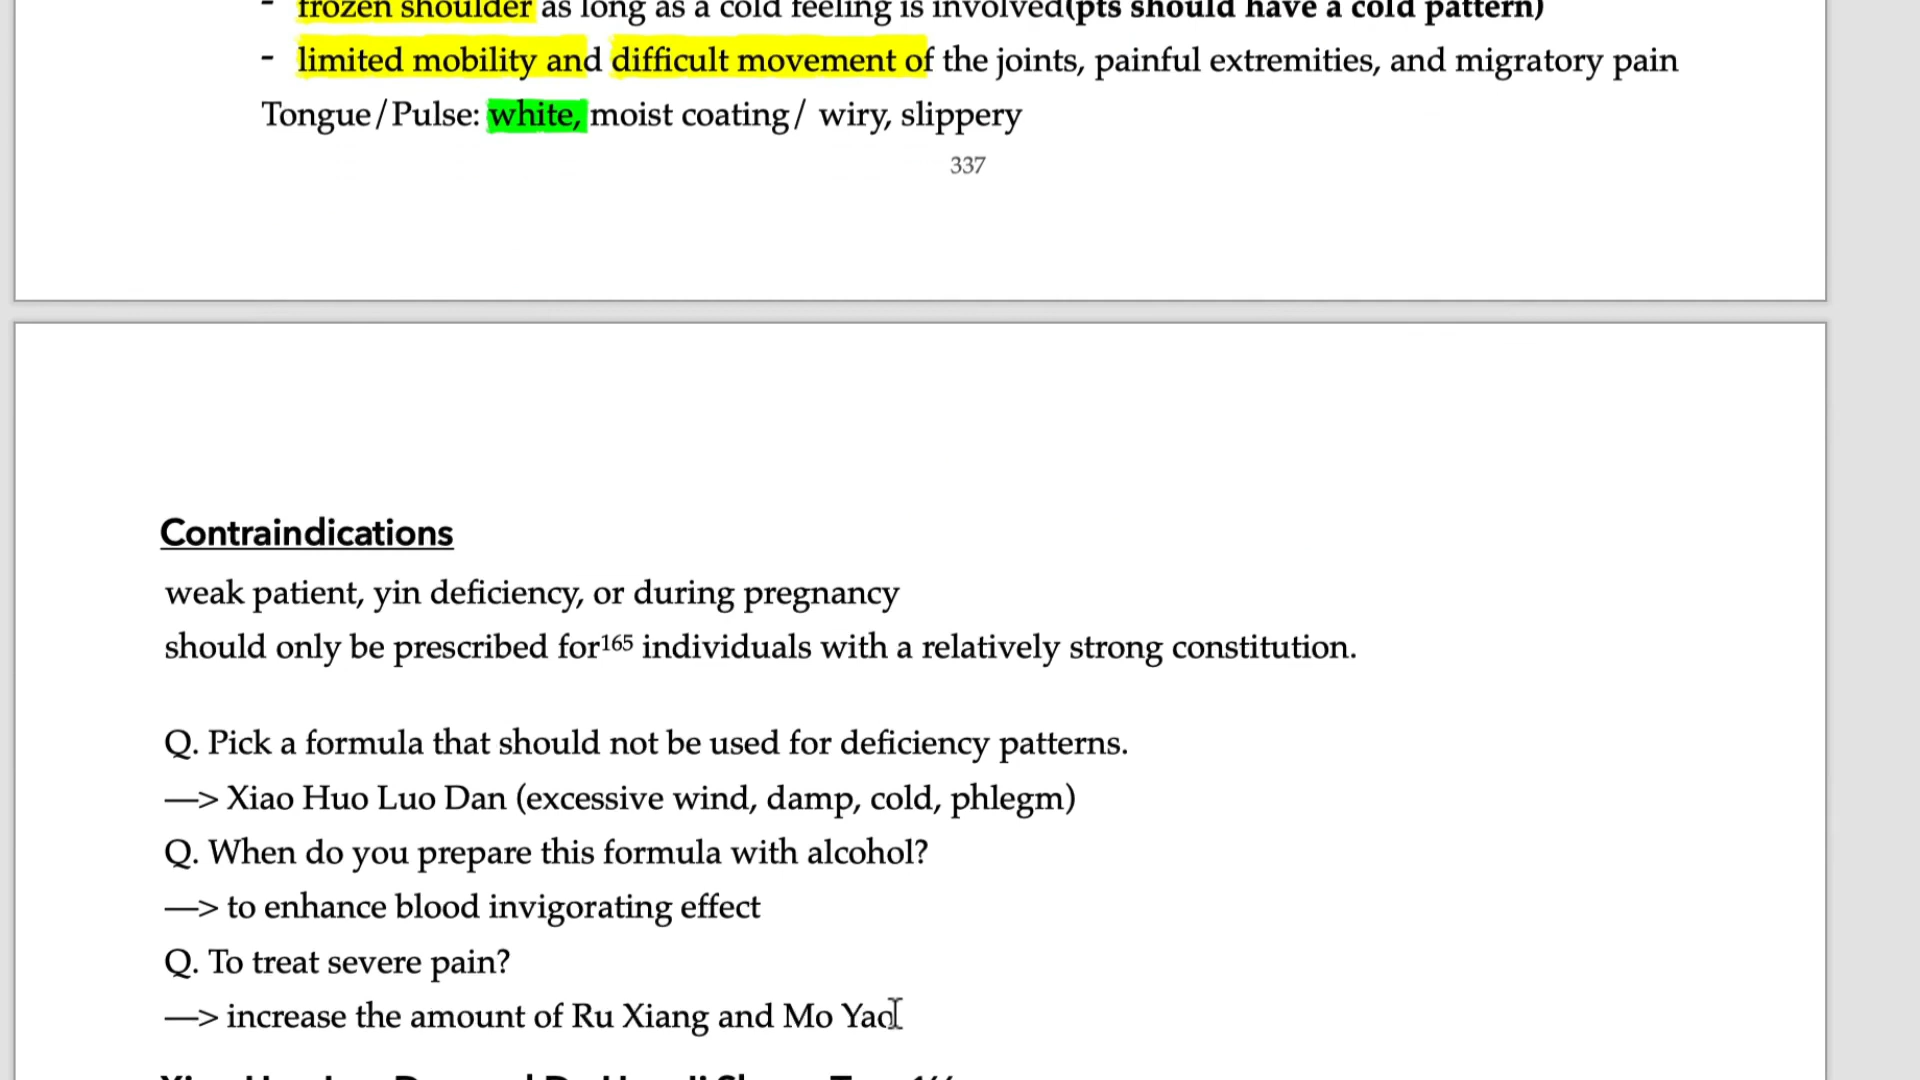 - frozen shoulder as long as a cold feeling is involved(pts should have a cold pattern)
- limited mobility and difficult movement of the joints, painful extremities, and migratory pain
Tongue/Pulse: white, moist coating/ wiry, slippery
337
Contraindications
weak patient, yin deficiency, or during pregnancy
should only be prescribed for165 individuals with a relatively strong constitution.
Q. Pick a formula that should not be used for deficiency patterns.
—> Xiao Huo Luo Dan (excessive wind, damp, cold, phlegm)
Q. When do you prepare this formula with alcohol?
—> to enhance blood invigorating effect
Q. To treat severe pain?
—> increase the amount of Ru Xiang and Mo Yao